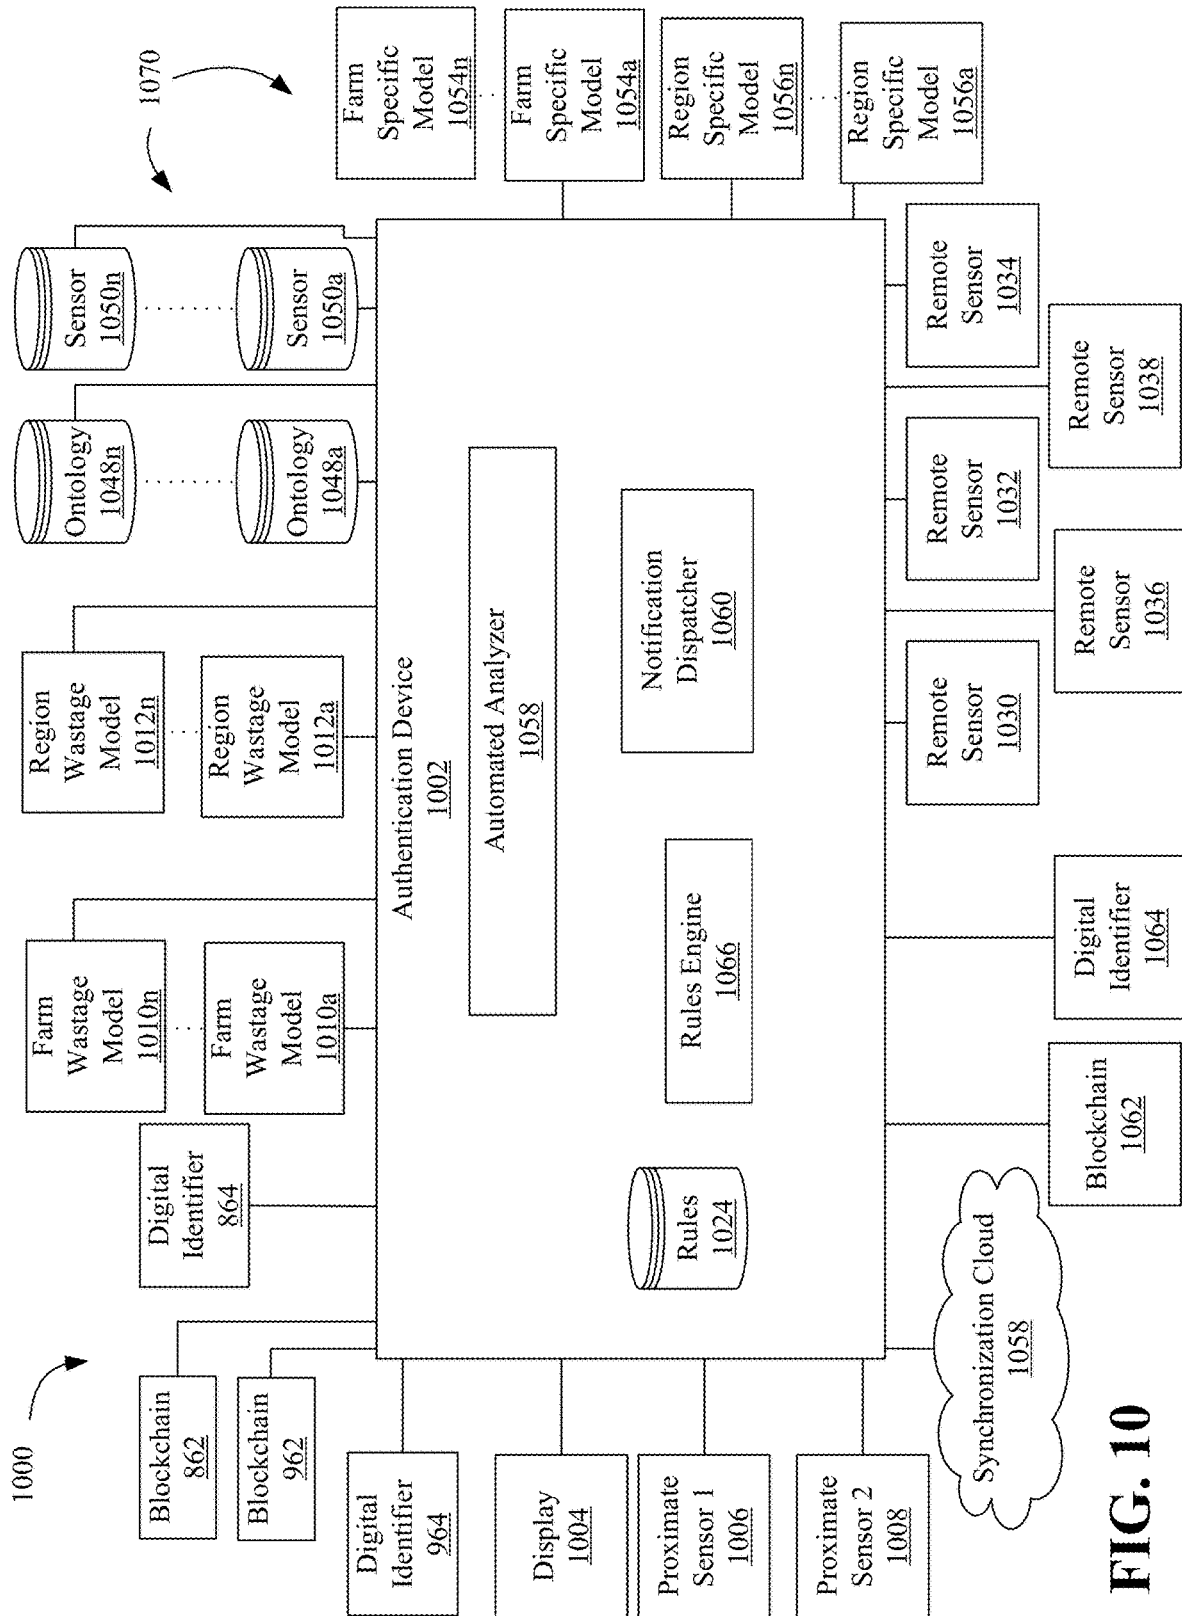 1000
1070
Blockchain
862
Blockchain
962
Digital
Identifier
864
Farm
Wastage
Model
1010n
Farm
Wastage
Model
1010a
Region
Wastage
Model
1012n
Region
Wastage
Model
1012a
Ontology
1048n
Ontology
1048a
Sensor
1050n
Sensor
1050a
Digital
Identifier
964
Display
1004
Proximate
Sensor 1
1006
Proximate
Sensor 2
1008
Authentication Device
1002
Automated Analyzer
1058
Rules
1024
Rules Engine
1066
Notification
Dispatcher
1060
Farm
Specific
Model
1054n
Farm
Specific
Model
1054a
Region
Specific
Model
1056n
Region
Specific
Model
1056a
Synchronization Cloud
1058
Blockchain
1062
Digital
Identifier
1064
Remote
Sensor
1030
Remote
Sensor
1036
Remote
Sensor
1032
Remote
Sensor
1038
Remote
Sensor
1034
FIG. 10